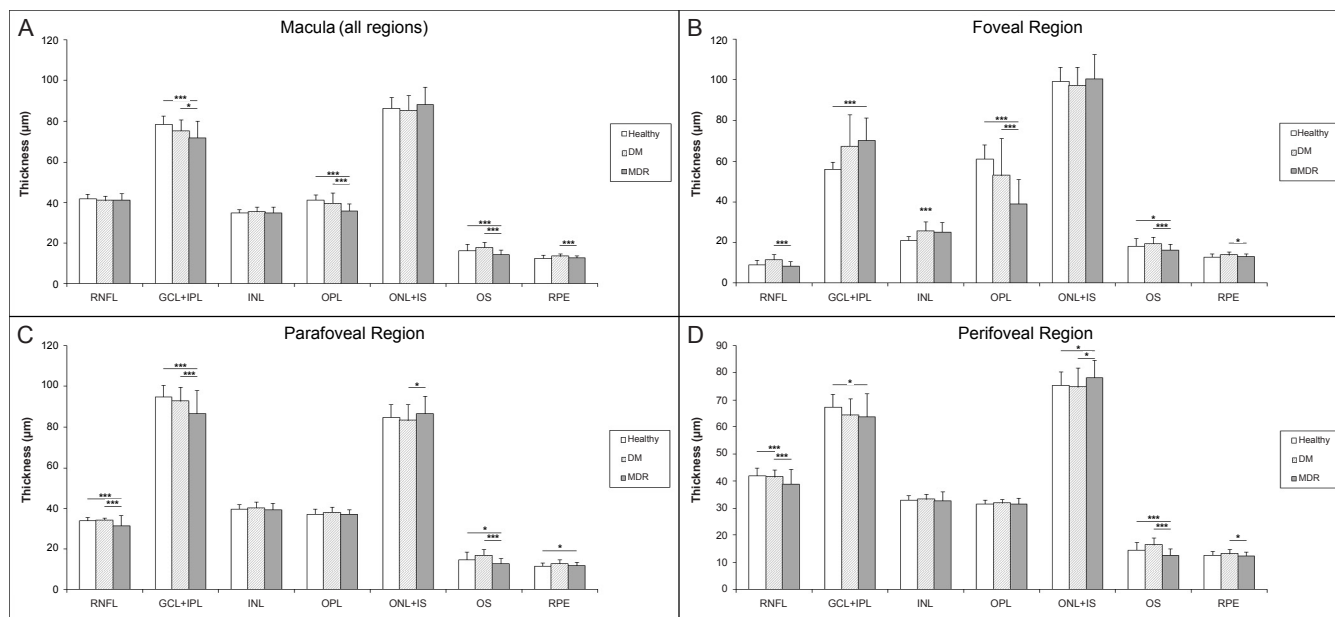 A
Macula (all regions)
Thickness (µm)
120
100
80
60
40
20
0
***
*
***
***
***
***
***
RNFL
GCL+IPL
INL
OPL
ONL+IS
OS
RPE
Healthy
DM
MDR
B
Foveal Region
Thickness (µm)
120
100
80
60
40
20
0
***
***
***
***
***
*
***
*
RNFL
GCL+IPL
INL
OPL
ONL+IS
OS
RPE
Healthy
DM
MDR
C
Parafoveal Region
Thickness (µm)
120
100
80
60
40
20
0
***
***
***
***
*
*
***
*
RNFL
GCL+IPL
INL
OPL
ONL+IS
OS
RPE
Healthy
DM
MDR
D
Perifoveal Region
Thickness (µm)
90
80
70
60
50
40
30
20
10
0
***
***
*
*
*
***
***
*
RNFL
GCL+IPL
INL
OPL
ONL+IS
OS
RPE
Healthy
DM
MDR